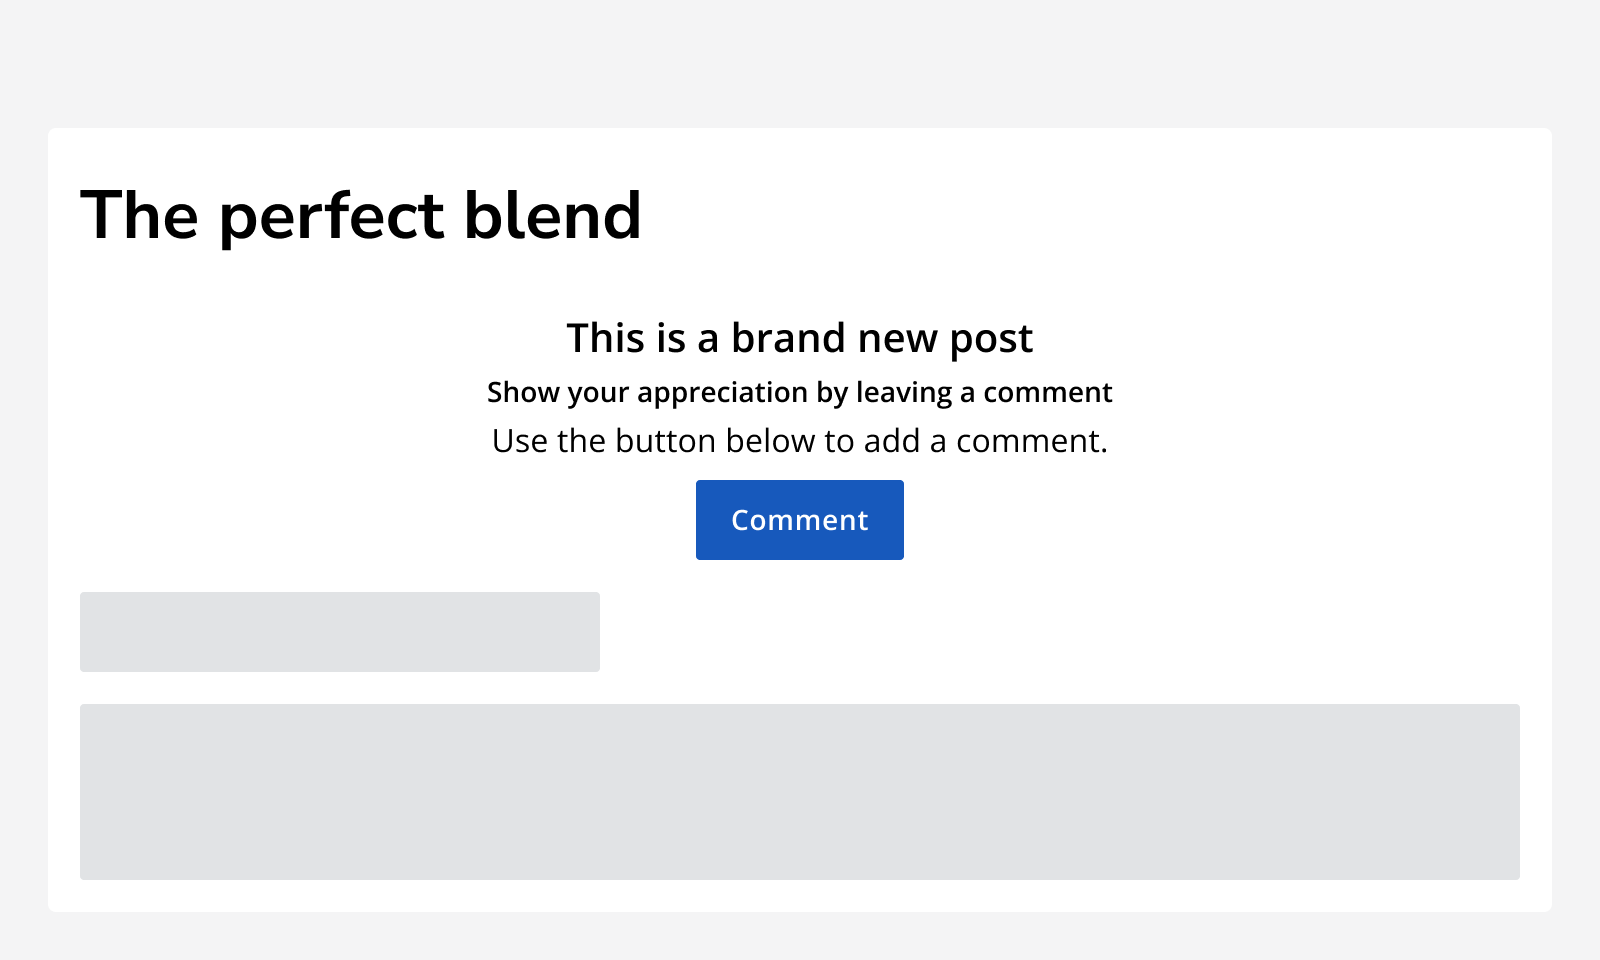 The perfect blend
This is a brand new post
Show your appreciation by leaving a comment
Use the button below to add a comment.
Comment